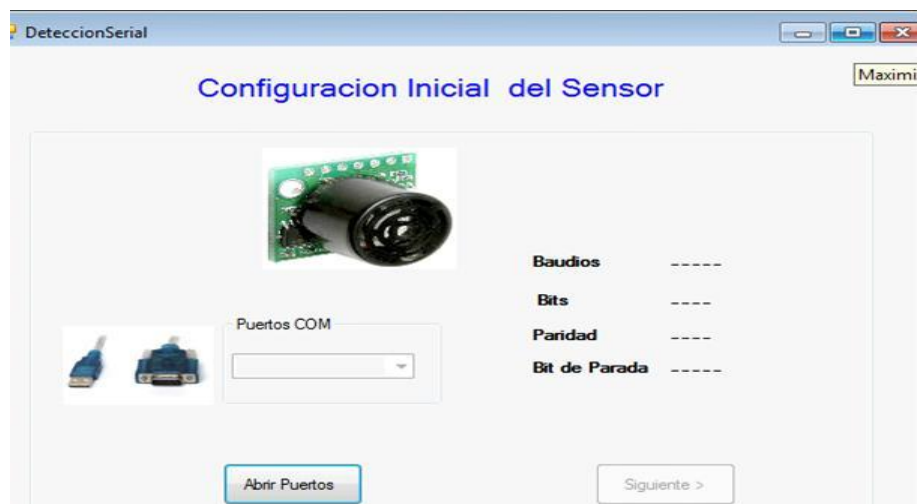 DeteccionSerial
Maximi
Configuracion Inicial del Sensor
Baudios -----
Bits ----
Puertos COM
Paridad ----
Bit de Parada -----
Abrir Puertos
Siguiente >